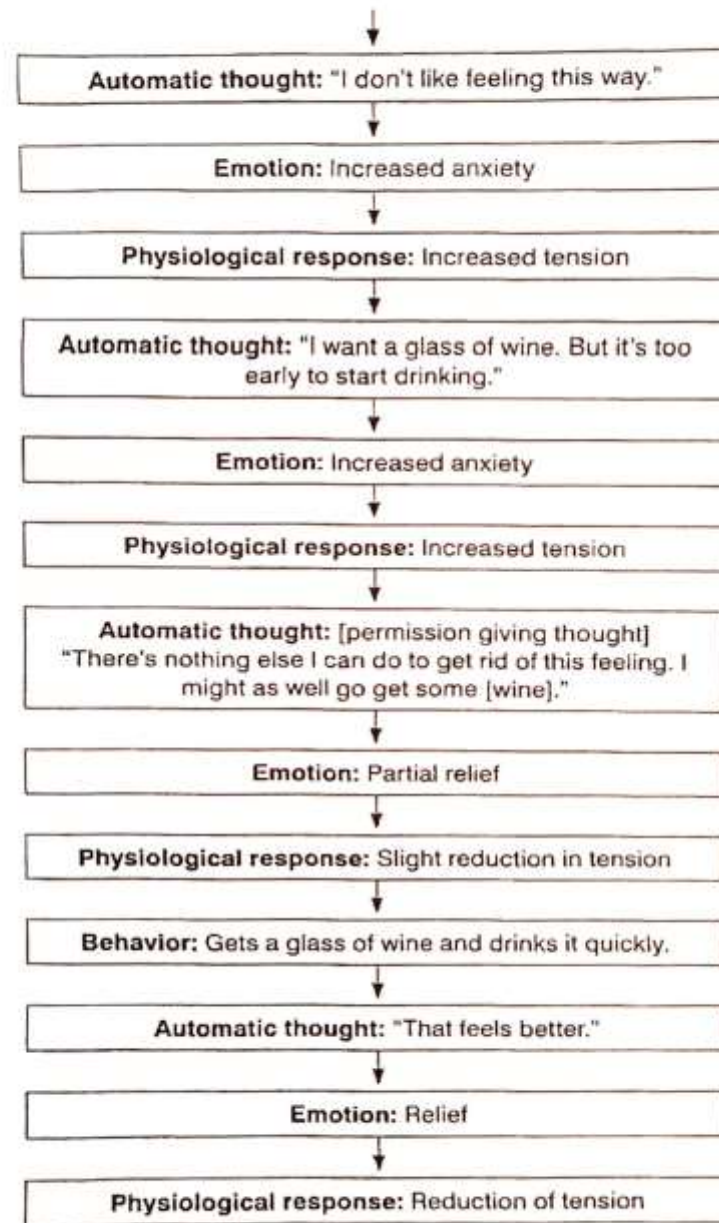 Automatic thought: "I don't like feeling this way."
Emotion: Increased anxiety
Physiological response: Increased tension
Automatic thought: "I want a glass of wine. But it's too
early to start drinking."
Emotion: Increased anxiety
Physiological response: Increased tension
Automatic thought: [permission giving thought]
"There's nothing else I can do to get rid of this feeling. I
might as well go get some [wine]."
Emotion: Partial relief
Physiological response: Slight reduction in tension
Behavior: Gets a glass of wine and drinks it quickly.
Automatic thought: "That feels better."
Emotion: Relief
Physiological response: Reduction of tension